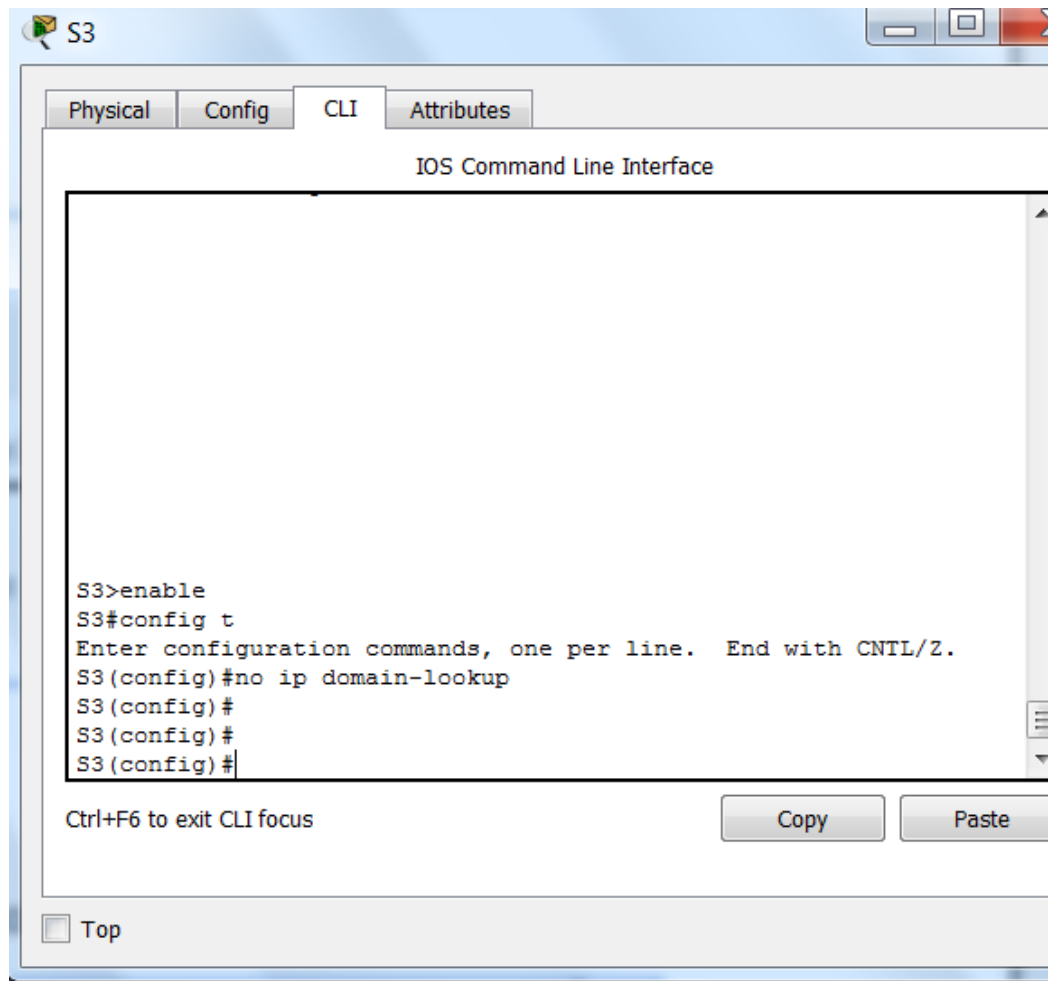 S3
Physical Config CLI Attributes
IOS Command Line Interface
S3>enable
S3#config t
Enter configuration commands, one per line.  End with CNTL/Z.
S3(config)#no ip domain-lookup
S3(config)#
S3(config)#
S3(config)#
Ctrl+F6 to exit CLI focus
Copy Paste
Top